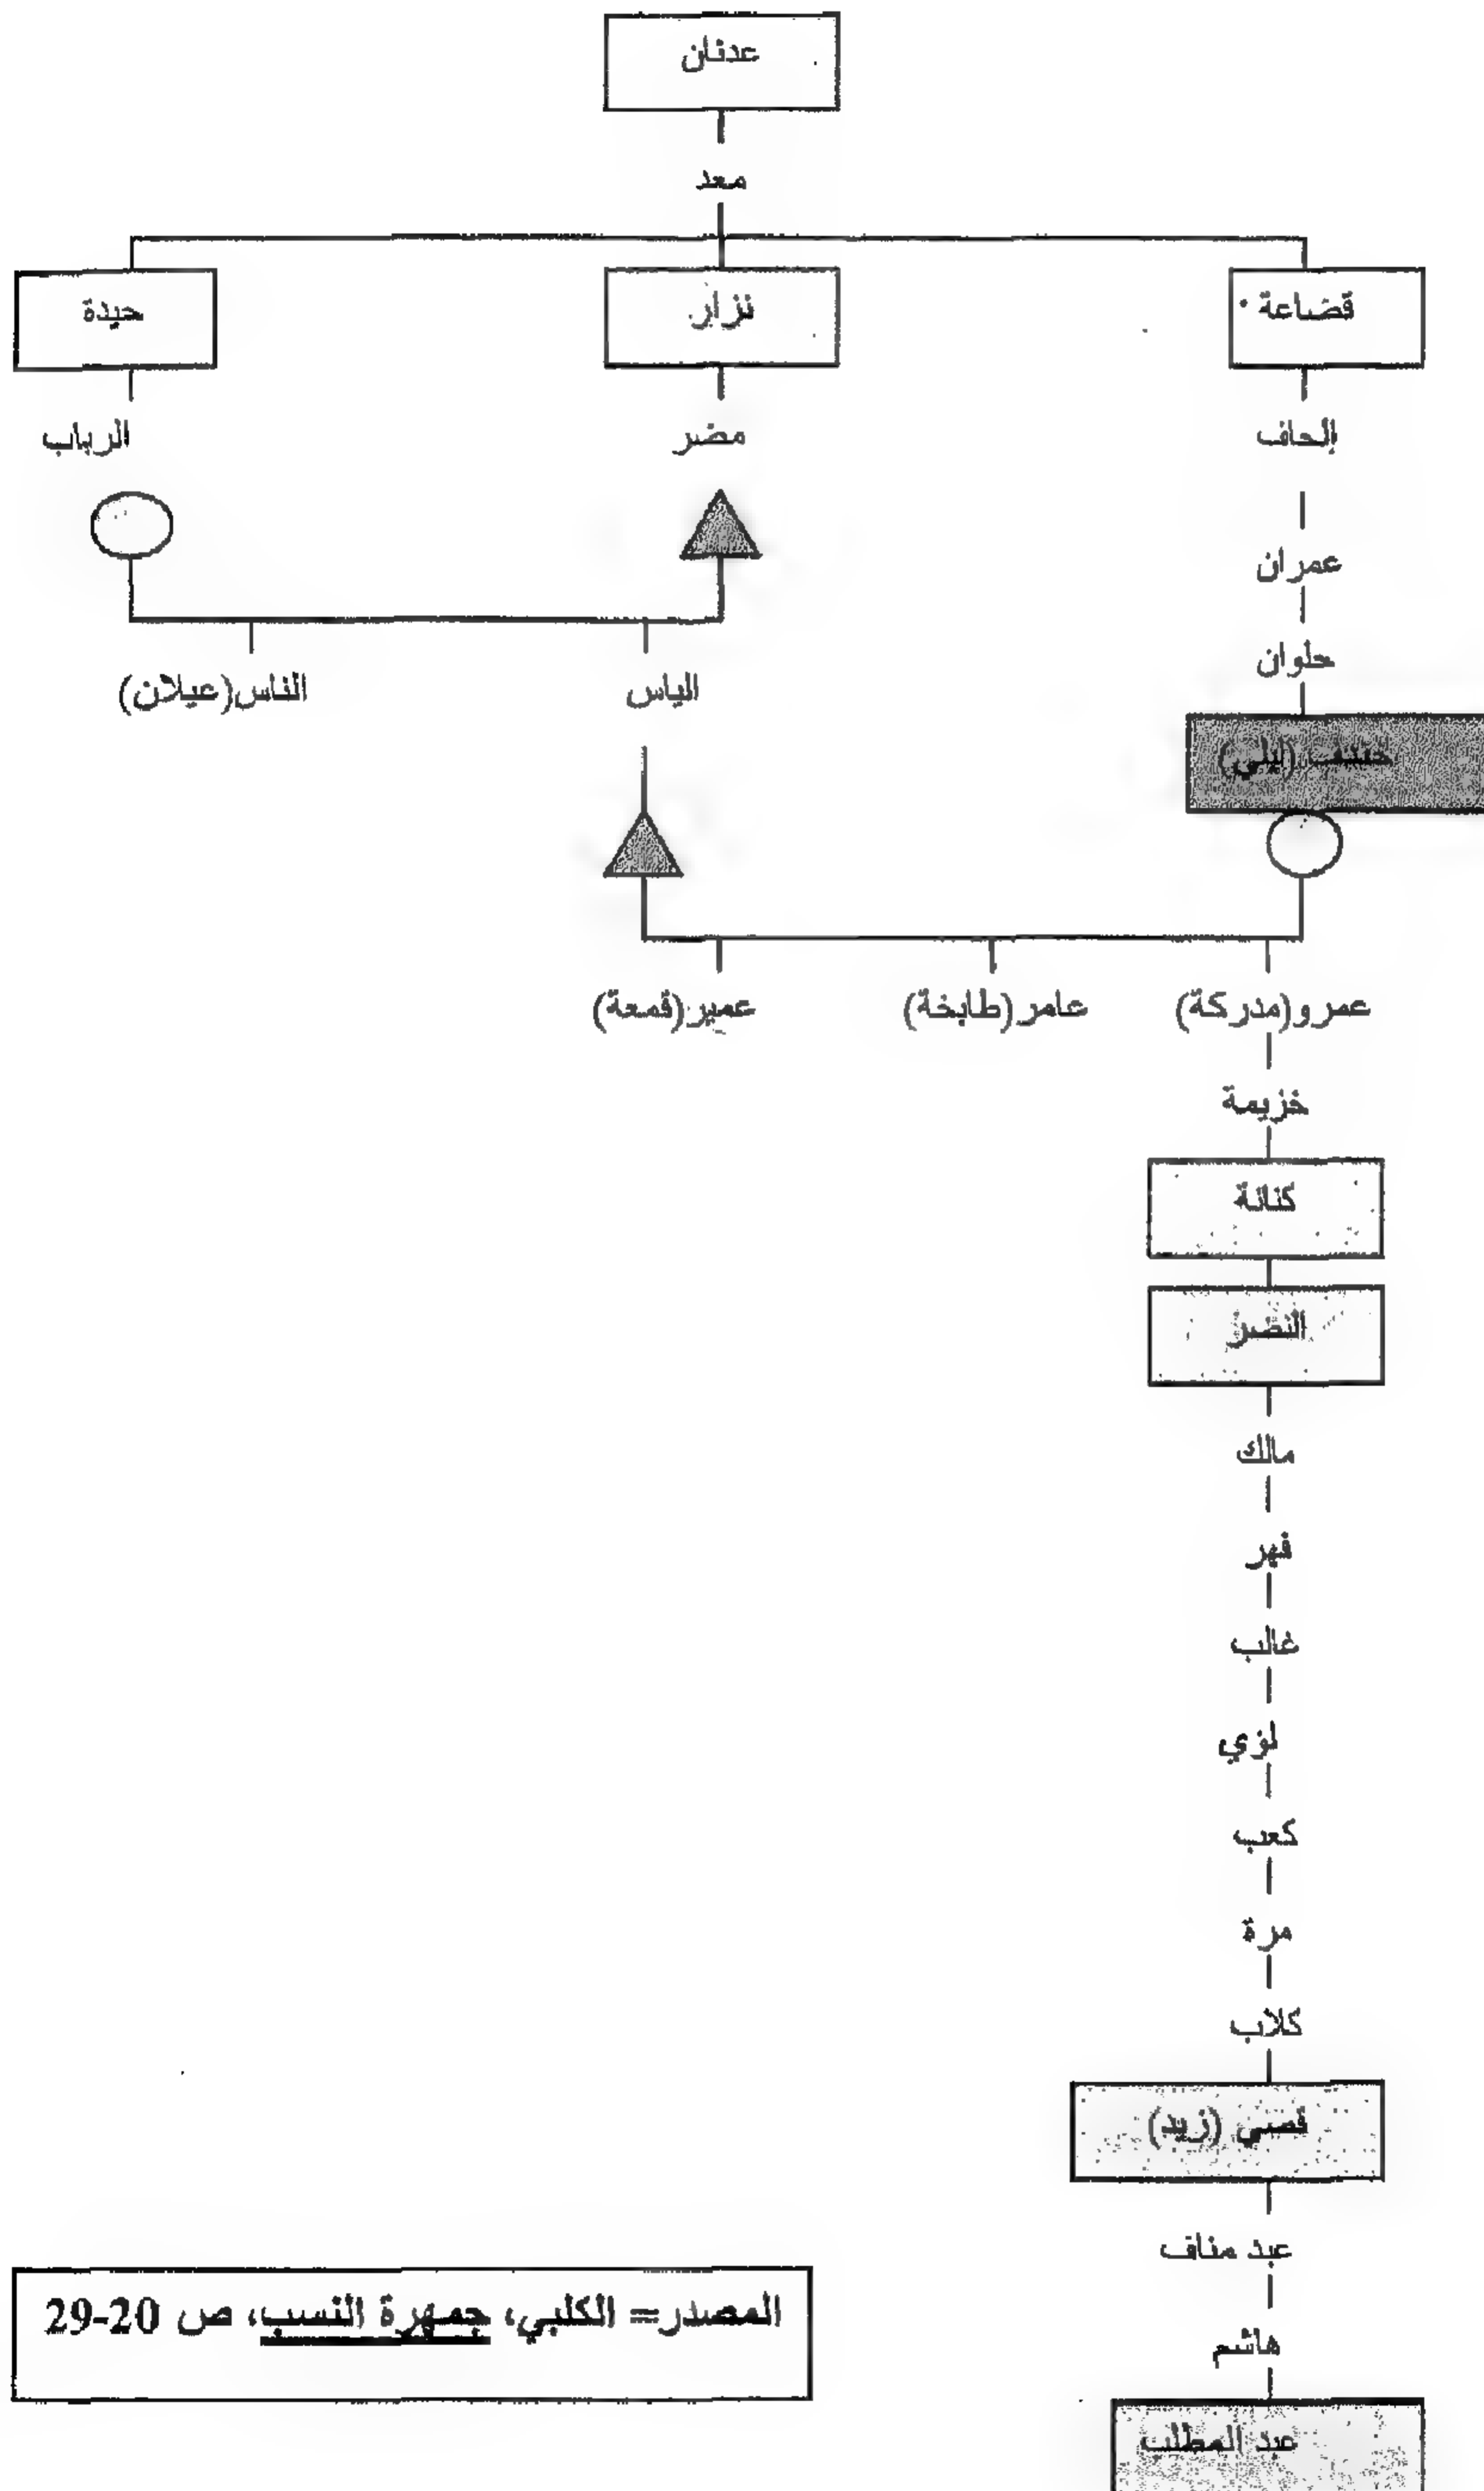 عدنان
معد
قضاعة
نزار
حيدة
إلحاف
مضر
الرباب
عمران
حلوان
الياس
الناس(عيلان)
خندف (ليلى)
عمرو(مدركة)
عامر(طابخة)
عمير(قمعة)
خزيمة
كنانة
النضر
مالك
فهر
غالب
لؤي
كعب
مرة
كلاب
قصي (زيد)
عبد مناف
هاشم
عبد المطلب
المصدر= الكلبي، جمهرة النسب، ص 20-29